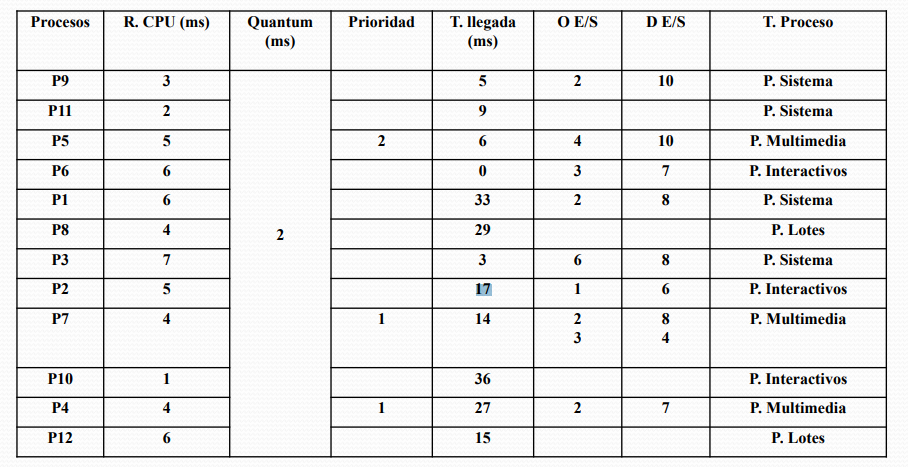 Procesos R. CPU (ms) Quantum (ms) Prioridad T. llegada (ms) O E/S D E/S T. Proceso
P9 3 5 2 10 P. Sistema
P11 2 9 P. Sistema
P5 5 2 6 4 10 P. Multimedia
P6 6 0 3 7 P. Interactivos
P1 6 33 2 8 P. Sistema
P8 4 2 29 P. Lotes
P3 7 3 6 8 P. Sistema
P2 5 17 1 6 P. Interactivos
P7 4 1 14 2 8 P. Multimedia
3 4
P10 1 36 P. Interactivos
P4 4 1 27 2 7 P. Multimedia
P12 6 15 P. Lotes